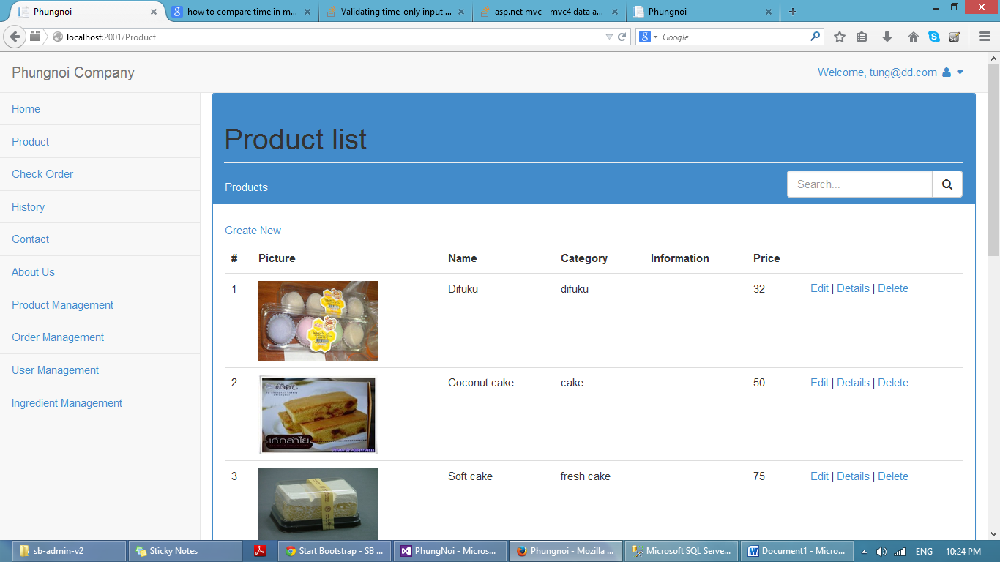 Phungnoi
how to compare time in m...
Validating time-only input ...
asp.net mvc - mvc4 data a...
Phungnoi
localhost:2001/Product
Google
Phungnoi Company
Welcome, tung@dd.com
Home
Product
Check Order
History
Contact
About Us
Product Management
Order Management
User Management
Ingredient Management
Product list
Products
Search...
Create New
# Picture Name Category Information Price
1 Difuku difuku 32 Edit | Details | Delete
2 Coconut cake cake 50 Edit | Details | Delete
เค้กลำไย
3 Soft cake fresh cake 75 Edit | Details | Delete
sb-admin-v2
Sticky Notes
Start Bootstrap - SB ...
PhungNoi - Micros...
Phungnoi - Mozilla ...
Microsoft SQL Serve...
Document1 - Micro...
ENG
10:24 PM